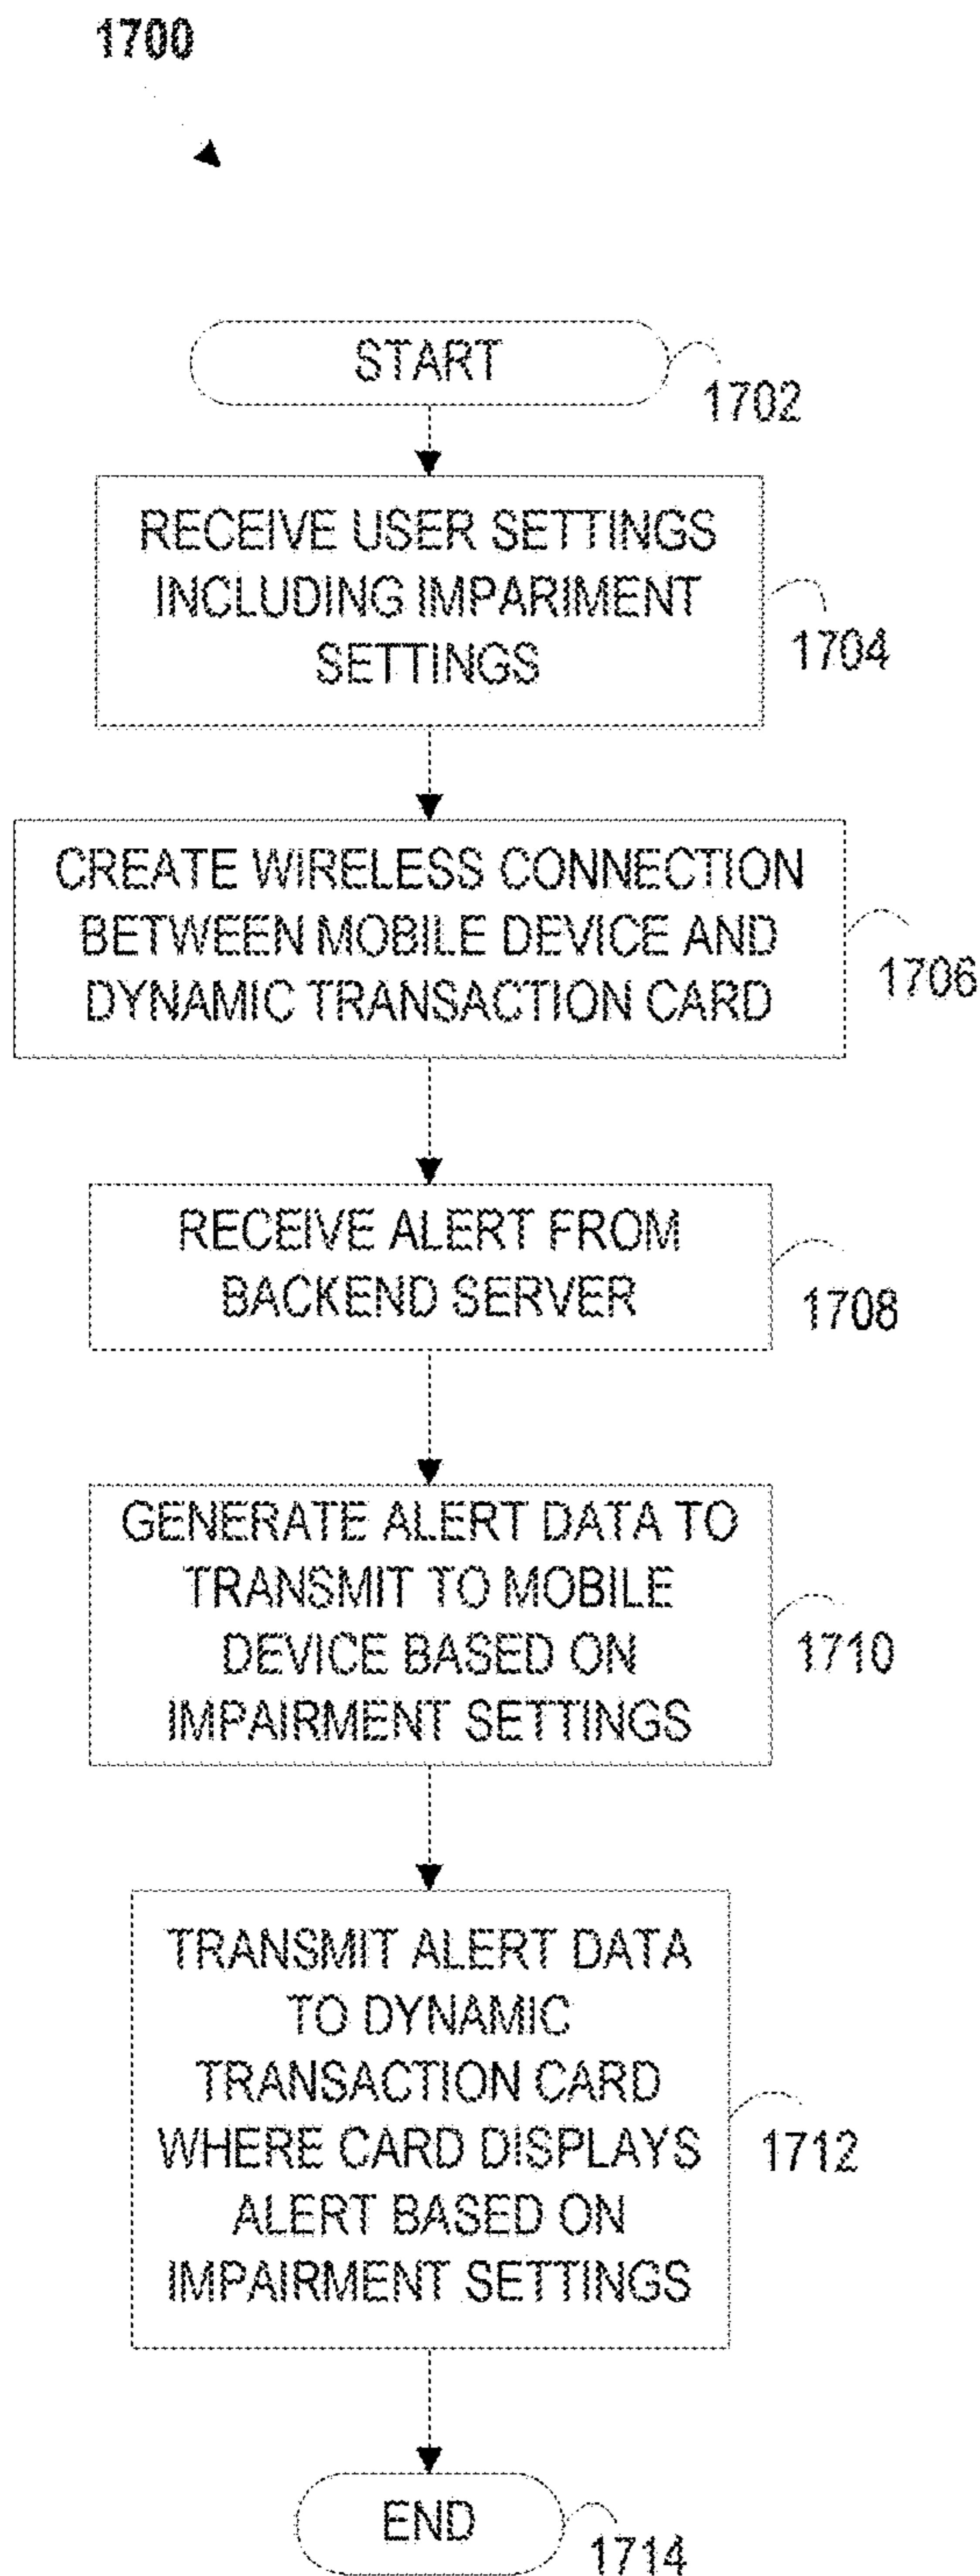 1700
START
1702
RECEIVE USER SETTINGS
INCLUDING IMPARIMENT
SETTINGS
1704
CREATE WIRELESS CONNECTION
BETWEEN MOBILE DEVICE AND
DYNAMIC TRANSACTION CARD
1706
RECEIVE ALERT FROM
BACKEND SERVER
1708
GENERATE ALERT DATA TO
TRANSMIT TO MOBILE
DEVICE BASED ON
IMPAIRMENT SETTINGS
1710
TRANSMIT ALERT DATA
TO DYNAMIC
TRANSACTION CARD
WHERE CARD DISPLAYS
ALERT BASED ON
IMPAIRMENT SETTINGS
1712
END
1714